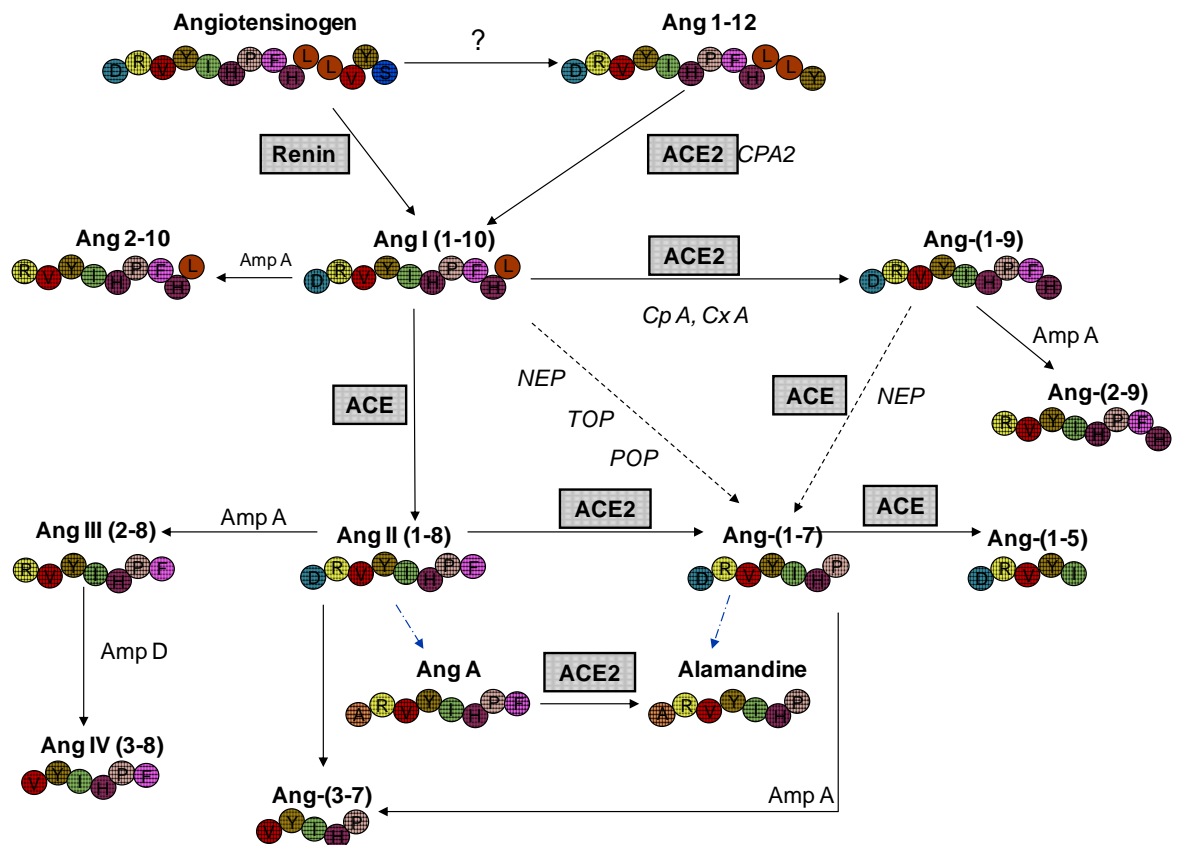 Angiotensinogen
Ang 1-12
?
D R V Y I H P F H L L V Y S
D R V Y I H P F H L L Y
Renin
ACE2 CPA2
Ang 2-10
Amp A
Ang I (1-10)
ACE2
Ang-(1-9)
R V Y I H P F H L
D R V Y I H P F H L
D R V Y I H P F H
Cp A, Cx A
Amp A
ACE
NEP
TOP
POP
ACE
NEP
Ang-(2-9)
R V Y I H P F H
Ang III (2-8)
Amp A
Ang II (1-8)
ACE2
Ang-(1-7)
ACE
Ang-(1-5)
R V Y I H P F
D R V Y I H P F
D R V Y I H P
D R V Y I
Amp D
Ang A
ACE2
Alamandine
A R V Y I H P F
A R V Y I H P
Ang IV (3-8)
V Y I H P F
Ang-(3-7)
V Y I H P
Amp A